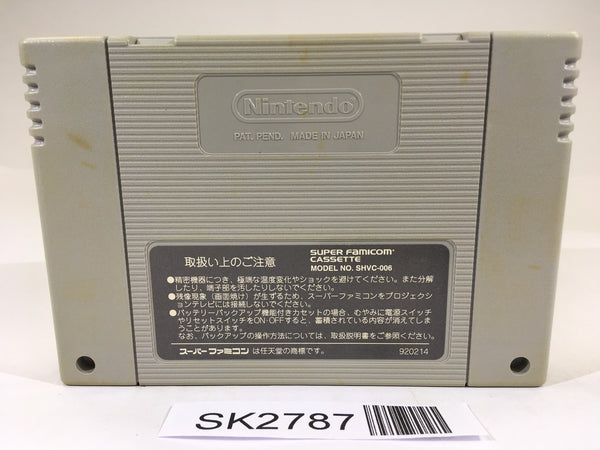 Nintendo
PAT. PEND. MADE IN JAPAN
取扱い上のご注意
SUPER FAMICOM
CASSETTE
MODEL NO. SHVC-006
●精密機器につき、極端な温度変化やショックを避けてください。また分解
したり、端子部を汚したりしないでください。
●残像現象（画面焼け）が生ずるため、スーパーファミコンをプロジェクシ
ョンテレビには接続しないでください。
●バッテリーバックアップ機能付きカセットの場合、むやみに電源スイッチ
やリセットスイッチをON・OFFすると、蓄積されている内容が消えてしま
うことがあります。
なお、バックアップの操作方法については、取扱説明書をご参照ください。
スーパーファミコン は任天堂の商標です。
920214
SK2787